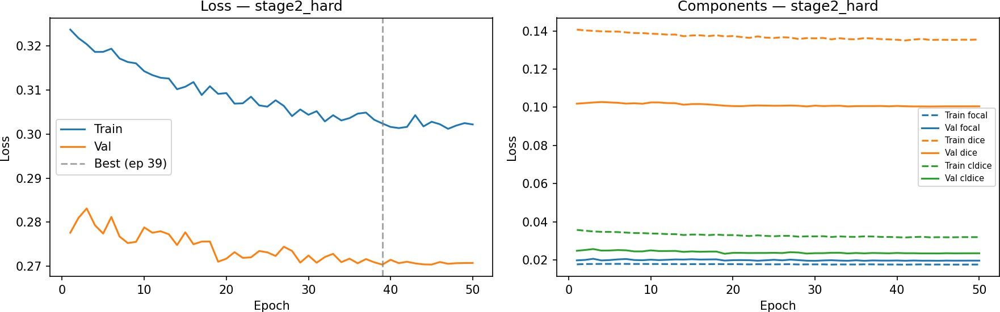 Loss — stage2_hard
Loss
0.32
0.31
0.30
0.29
0.28
0.27
Train
Val
Best (ep 39)
0 10 20 30 40 50
Epoch
Components — stage2_hard
Loss
0.14
0.12
0.10
0.08
0.06
0.04
0.02
Train focal
Val focal
Train dice
Val dice
Train cldice
Val cldice
0 10 20 30 40 50
Epoch